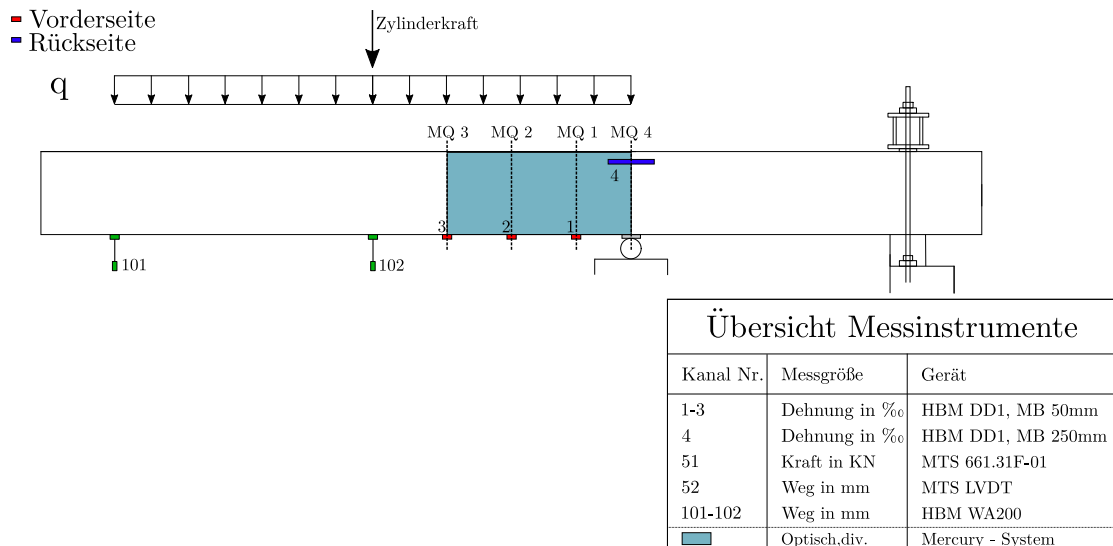 Vorderseite
Rückseite
Zylinderkraft
q
MQ 3 MQ 2 MQ 1 MQ 4
4
3 2 1
101 102
Übersicht Messinstrumente
Kanal Nr. Messgröße Gerät
1-3 Dehnung in ‰ HBM DD1, MB 50mm
4 Dehnung in ‰ HBM DD1, MB 250mm
51 Kraft in KN MTS 661.31F-01
52 Weg in mm MTS LVDT
101-102 Weg in mm HBM WA200
Optisch,div. Mercury - System